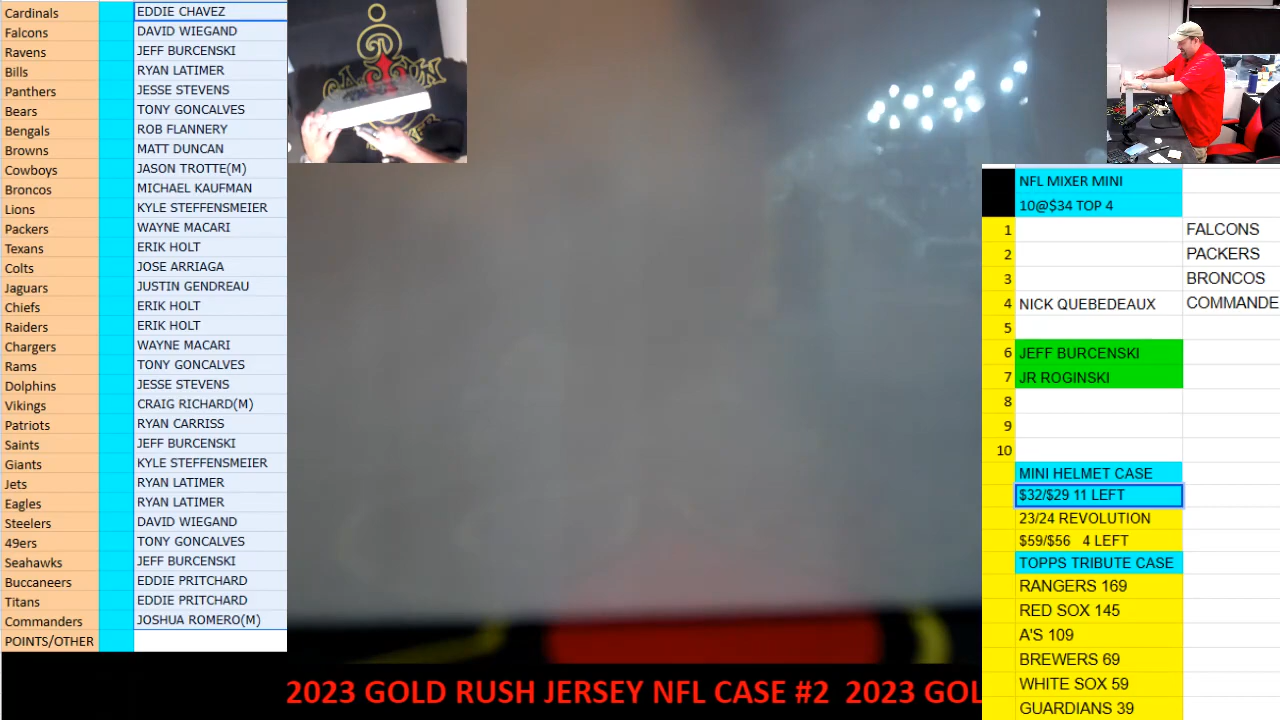 Cardinals EDDIE CHAVEZ
Falcons DAVID WIEGAND
Ravens JEFF BURCENSKI
Bills RYAN LATIMER
Panthers JESSE STEVENS
Bears TONY GONCALVES
Bengals ROB FLANNERY
Browns MATT DUNCAN
Cowboys JASON TROTTE(M)
Broncos MICHAEL KAUFMAN
Lions KYLE STEFFENSMEIER
Packers WAYNE MACARI
Texans ERIK HOLT
Colts JOSE ARRIAGA
Jaguars JUSTIN GENDREAU
Chiefs ERIK HOLT
Raiders ERIK HOLT
Chargers WAYNE MACARI
Rams TONY GONCALVES
Dolphins JESSE STEVENS
Vikings CRAIG RICHARD(M)
Patriots RYAN CARRISS
Saints JEFF BURCENSKI
Giants KYLE STEFFENSMEIER
Jets RYAN LATIMER
Eagles RYAN LATIMER
Steelers DAVID WIEGAND
49ers TONY GONCALVES
Seahawks JEFF BURCENSKI
Buccaneers EDDIE PRITCHARD
Titans EDDIE PRITCHARD
Commanders JOSHUA ROMERO(M)
POINTS/OTHER
NFL MIXER MINI
10@$34 TOP 4
1 FALCONS
2 PACKERS
3 BRONCOS
4 NICK QUEBEDEAUX COMMANDE
5
6 JEFF BURCENSKI
7 JR ROGINSKI
8
9
10
MINI HELMET CASE
$32/$29 11 LEFT
23/24 REVOLUTION
$59/$56 4 LEFT
TOPPS TRIBUTE CASE
RANGERS 169
RED SOX 145
A'S 109
BREWERS 69
WHITE SOX 59
GUARDIANS 39
2023 GOLD RUSH JERSEY NFL CASE #2 2023 GOL